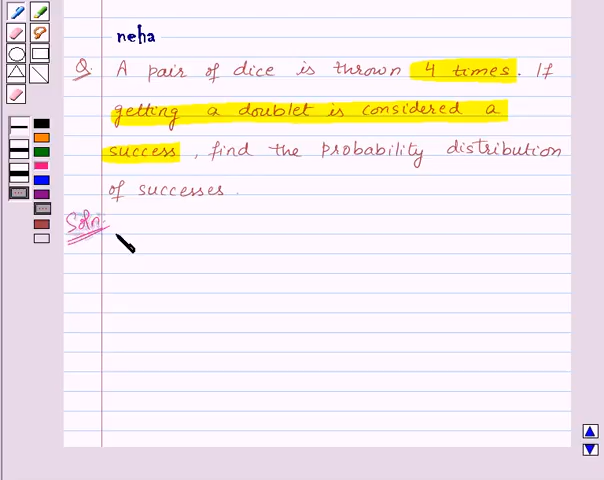 neha
Q. A pair of dice is thrown 4 times. If
getting a doublet is considered a
success, find the probability distribution
of successes.
Soln: